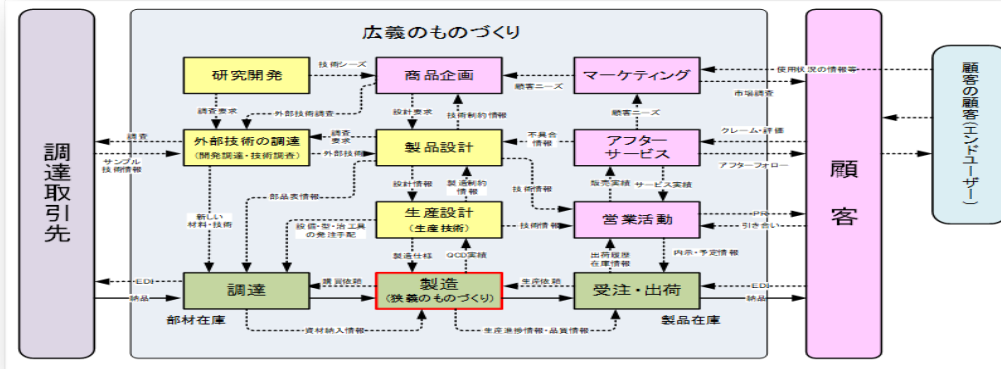 広義のものづくり
研究開発
技術シーズ
商品企画
顧客ニーズ
マーケティング
使用状況の情報等
市場調査
調査要求
外部技術調査
設計要求
技術制約情報
顧客ニーズ
調達取引先
調査
サンプル
技術情報
外部技術の調達
(開発調達・技術調査)
調査
要求
外部技術
製品設計
不具合
情報
アフター
サービス
クレーム・評価
アフターフォロー
顧客
顧客の顧客(エンドユーザー)
新しい
材料・技術
部品表情報
設計情報
製造制約
情報
技術情報
販売実績
サービス実績
設備・型・治工具
の発注手配
生産設計
(生産技術)
技術情報
営業活動
PR
引き合い
製造仕様
QCD実績
出荷履歴
在庫情報
内示・予定情報
EDI
納品
調達
購買依頼
製造
(狭義のものづくり)
生産依頼
受注・出荷
EDI
納品
部材在庫
資材納入情報
生産進捗情報・品質情報
製品在庫